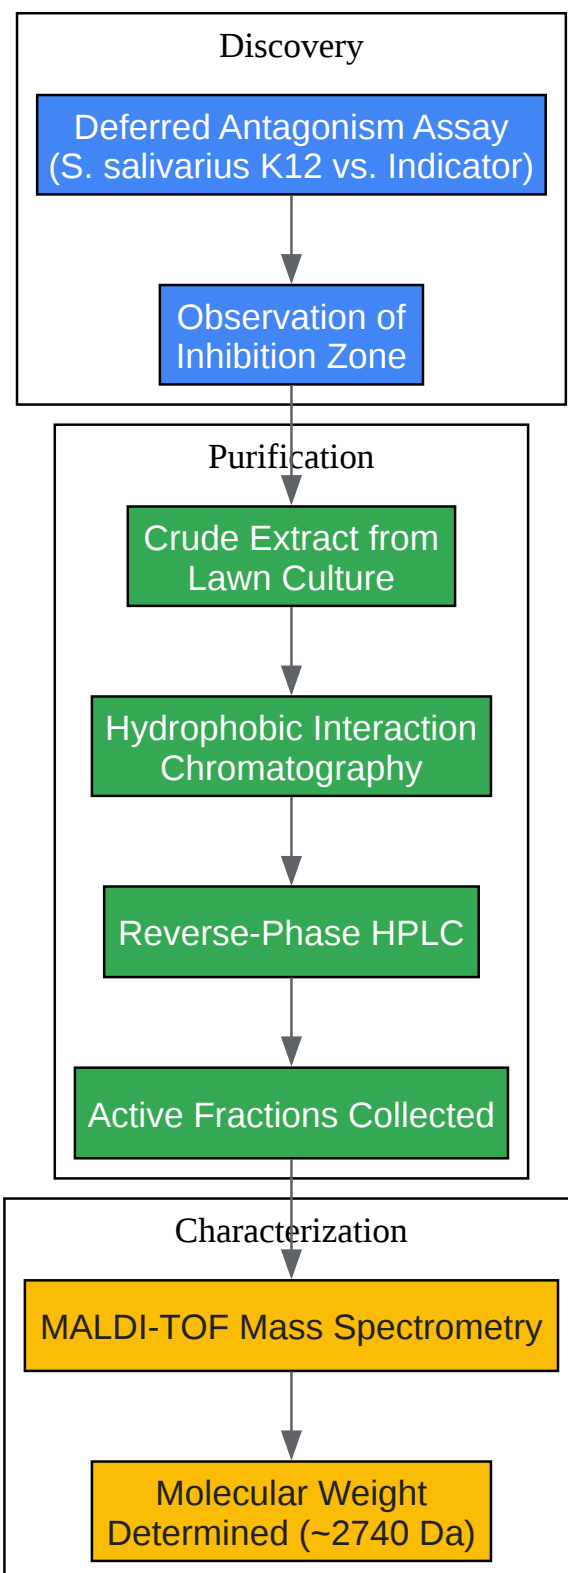 Discovery
Deferred Antagonism Assay
(S. salivarius K12 vs. Indicator)
Observation of
Inhibition Zone
Purification
Crude Extract from
Lawn Culture
Hydrophobic Interaction
Chromatography
Reverse-Phase HPLC
Active Fractions Collected
Characterization
MALDI-TOF Mass Spectrometry
Molecular Weight
Determined (~2740 Da)